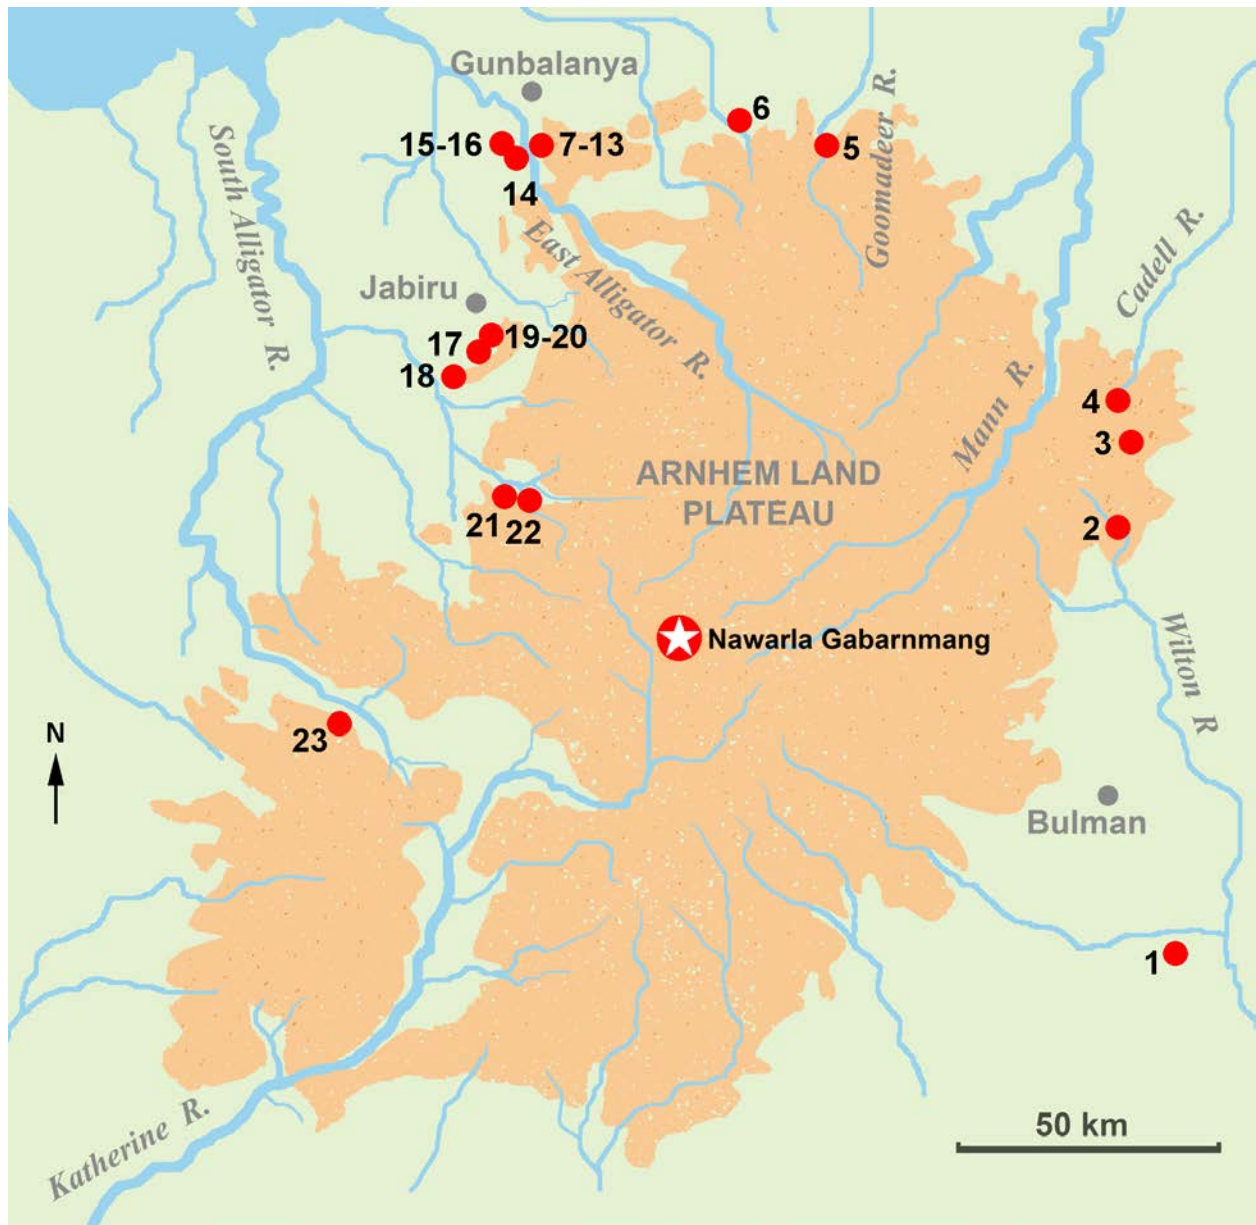 Gunbalanya
6
15-16
7-13
5
14
South Alligator R.
East Alligator R.
Goomadeer R.
Cadell R.
Jabiru
19-20
17
18
Mann R.
4
3
ARNHEM LAND
PLATEAU
21
22
2
Nawarla Gabarnmang
Wilton R
23
N
Bulman
1
50 km
Katherine R.